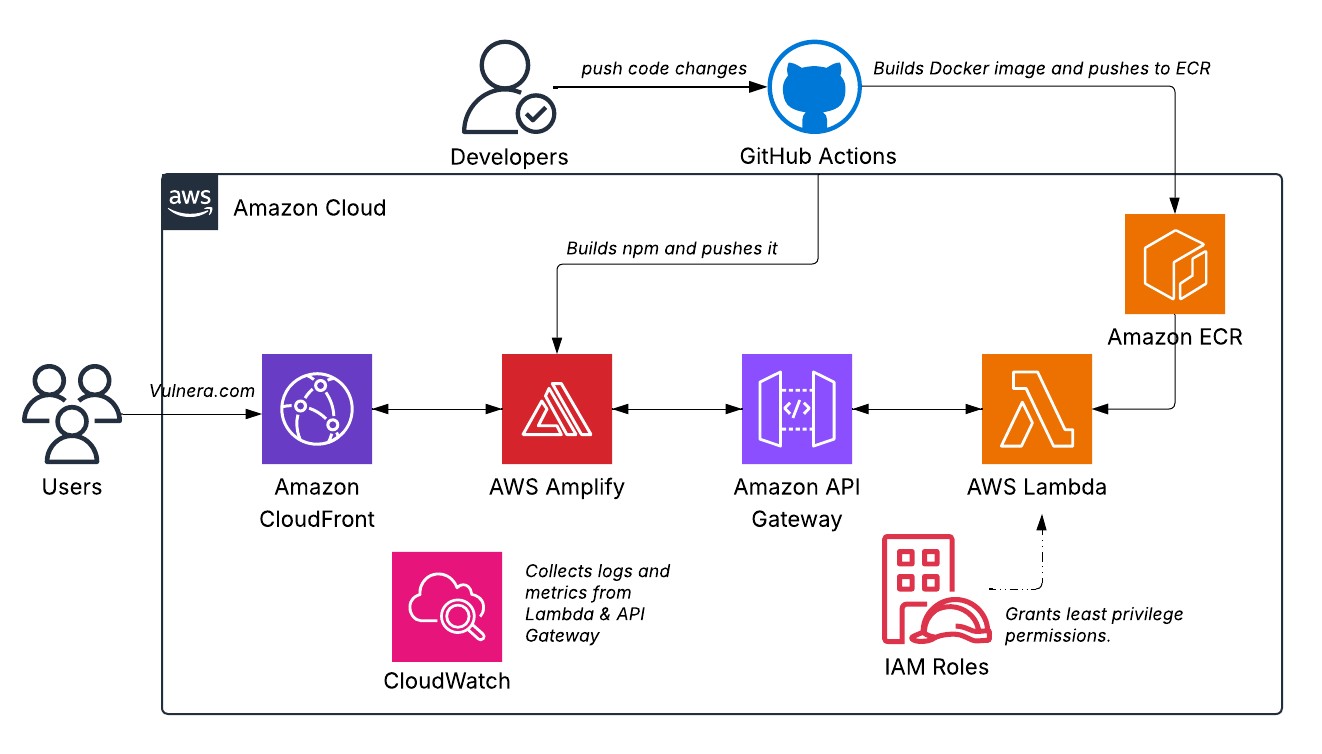 push code changes
Builds Docker image and pushes to ECR
Developers
GitHub Actions
aws
Amazon Cloud
Builds npm and pushes it
Amazon ECR
Vulnera.com
</>
Users
Amazon
CloudFront
AWS Amplify
Amazon API
Gateway
AWS Lambda
Collects logs and
metrics from
Lambda & API
Gateway
CloudWatch
Grants least privilege
permissions.
IAM Roles